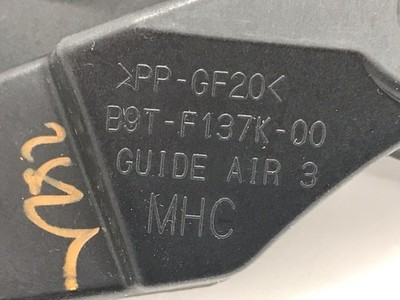 >PP-GF20<
B9T-F137K-00
GUIDE AIR 3
MHC